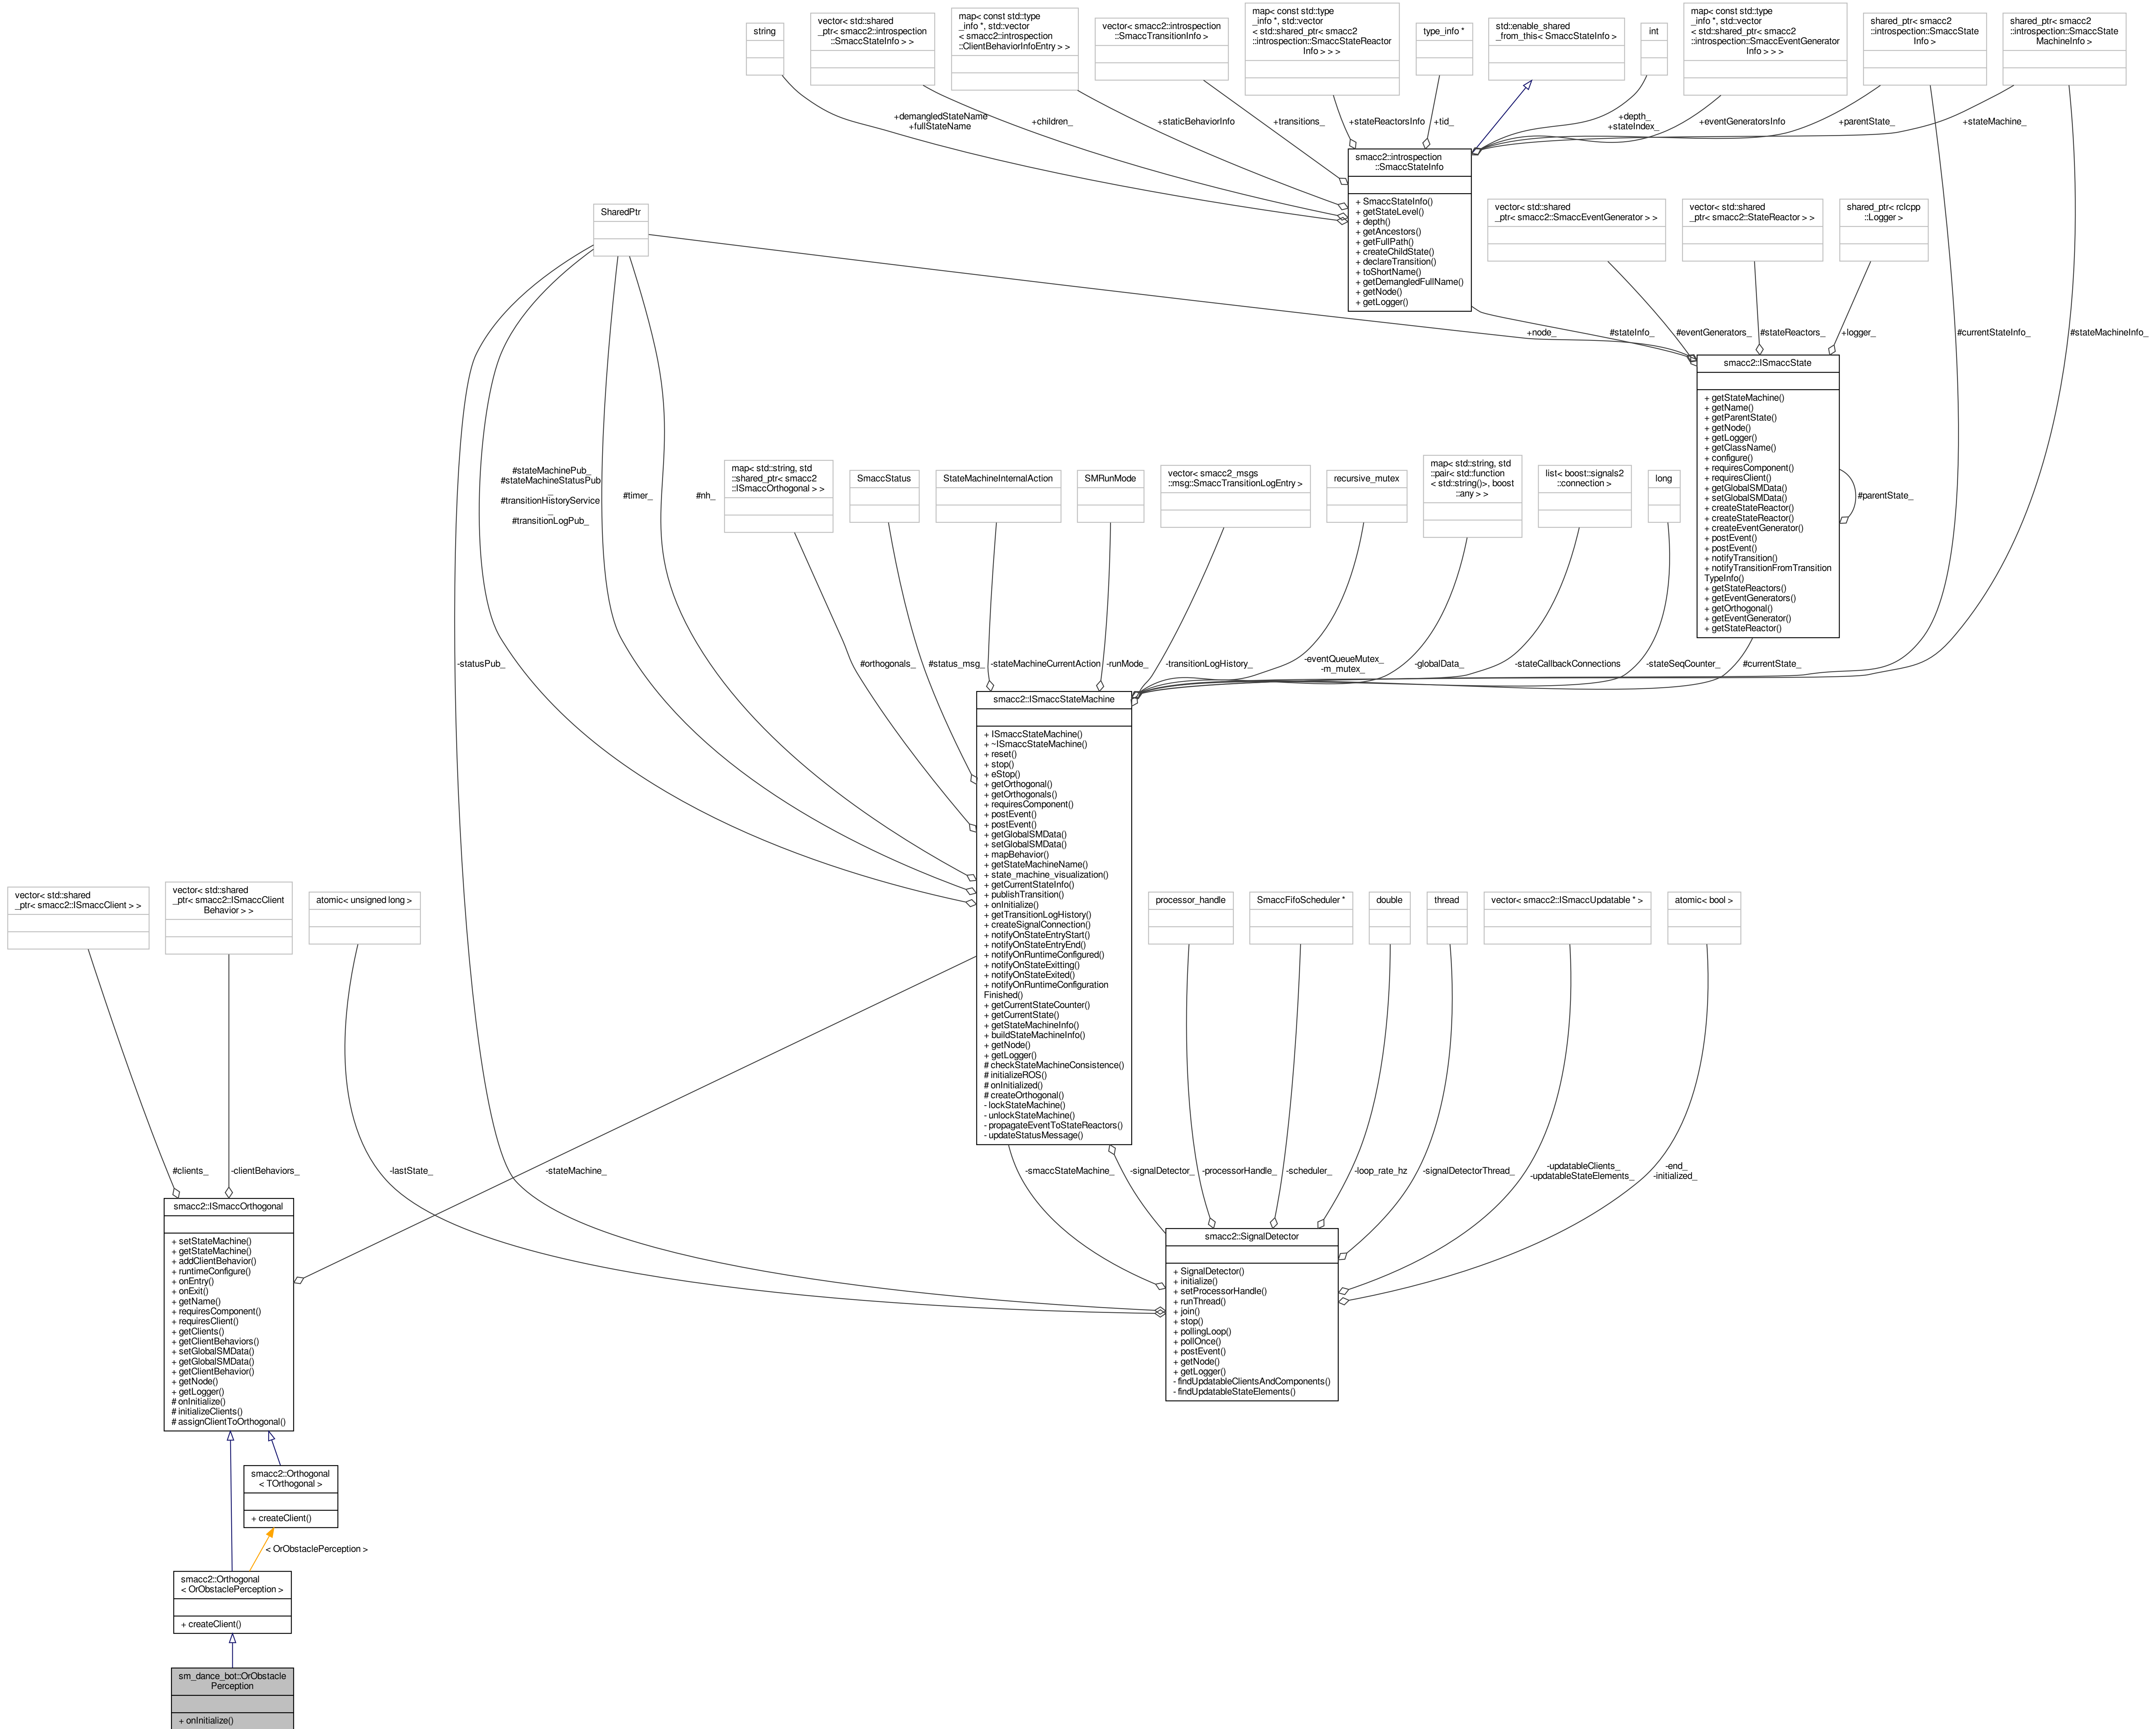 string
vector< std::shared
_ptr< smacc2::introspection
::SmaccStateInfo > >
map< const std::type
_info *, std::vector
< smacc2::introspection
::ClientBehaviorInfoEntry > >
vector< smacc2::introspection
::SmaccTransitionInfo >
map< const std::type
_info *, std::vector
< std::shared_ptr< smacc2
::introspection::SmaccStateReactor
Info > > >
type_info *
std::enable_shared
_from_this< SmaccStateInfo >
int
map< const std::type
_info *, std::vector
< std::shared_ptr< smacc2
::introspection::SmaccEventGenerator
Info > > >
shared_ptr< smacc2
::introspection::SmaccState
Info >
shared_ptr< smacc2
::introspection::SmaccState
MachineInfo >
+demangledStateName
+fullStateName
+children_
+staticBehaviorInfo
+transitions_
+stateReactorsInfo
+tid_
+depth_
+stateIndex_
+eventGeneratorsInfo
+parentState_
+stateMachine_
smacc2::introspection
::SmaccStateInfo
+ SmaccStateInfo()
+ getStateLevel()
+ depth()
+ getAncestors()
+ getFullPath()
+ createChildState()
+ declareTransition()
+ toShortName()
+ getDemangledFullName()
+ getNode()
+ getLogger()
SharedPtr
vector< std::shared
_ptr< smacc2::SmaccEventGenerator > >
vector< std::shared
_ptr< smacc2::StateReactor > >
shared_ptr< rclcpp
::Logger >
+node_
#stateInfo_
#eventGenerators_
#stateReactors_
+logger_
#currentStateInfo_
#stateMachineInfo_
smacc2::ISmaccState
+ getStateMachine()
+ getName()
+ getParentState()
+ getNode()
+ getLogger()
+ getClassName()
+ configure()
+ requiresComponent()
+ requiresClient()
+ getGlobalSMData()
+ setGlobalSMData()
+ createStateReactor()
+ createStateReactor()
+ createEventGenerator()
+ postEvent()
+ postEvent()
+ notifyTransition()
+ notifyTransitionFromTransition
TypeInfo()
+ getStateReactors()
+ getEventGenerators()
+ getOrthogonal()
+ getEventGenerator()
+ getStateReactor()
#parentState_
#stateMachinePub_
#stateMachineStatusPub
_
#transitionHistoryService
_
#transitionLogPub_
#timer_
#nh_
map< std::string, std
::shared_ptr< smacc2
::ISmaccOrthogonal > >
SmaccStatus
StateMachineInternalAction
SMRunMode
vector< smacc2_msgs
::msg::SmaccTransitionLogEntry >
recursive_mutex
map< std::string, std
::pair< std::function
< std::string()>, boost
::any > >
list< boost::signals2
::connection >
long
-statusPub_
#orthogonals_
#status_msg_
-stateMachineCurrentAction
-runMode_
-transitionLogHistory_
-eventQueueMutex_
-m_mutex_
-globalData_
-stateCallbackConnections
-stateSeqCounter_
#currentState_
smacc2::ISmaccStateMachine
+ ISmaccStateMachine()
+ ~ISmaccStateMachine()
+ reset()
+ stop()
+ eStop()
+ getOrthogonal()
+ getOrthogonals()
+ requiresComponent()
+ postEvent()
+ postEvent()
+ getGlobalSMData()
+ setGlobalSMData()
+ mapBehavior()
+ getStateMachineName()
+ state_machine_visualization()
+ getCurrentStateInfo()
+ publishTransition()
+ onInitialize()
+ getTransitionLogHistory()
+ createSignalConnection()
+ notifyOnStateEntryStart()
+ notifyOnStateEntryEnd()
+ notifyOnRuntimeConfigured()
+ notifyOnStateExitting()
+ notifyOnStateExited()
+ notifyOnRuntimeConfiguration
Finished()
+ getCurrentStateCounter()
+ getCurrentState()
+ getStateMachineInfo()
+ buildStateMachineInfo()
+ getNode()
+ getLogger()
# checkStateMachineConsistence()
# initializeROS()
# onInitialized()
# createOrthogonal()
- lockStateMachine()
- unlockStateMachine()
- propagateEventToStateReactors()
- updateStatusMessage()
vector< std::shared
_ptr< smacc2::ISmaccClient > >
vector< std::shared
_ptr< smacc2::ISmaccClient
Behavior > >
atomic< unsigned long >
processor_handle
SmaccFifoScheduler *
double
thread
vector< smacc2::ISmaccUpdatable * >
atomic< bool >
#clients_
-clientBehaviors_
-lastState_
-stateMachine_
-smaccStateMachine_
-signalDetector_
-processorHandle_
-scheduler_
-loop_rate_hz
-signalDetectorThread_
-updatableClients_
-updatableStateElements_
-end_
-initialized_
smacc2::ISmaccOrthogonal
+ setStateMachine()
+ getStateMachine()
+ addClientBehavior()
+ runtimeConfigure()
+ onEntry()
+ onExit()
+ getName()
+ requiresComponent()
+ requiresClient()
+ getClients()
+ getClientBehaviors()
+ setGlobalSMData()
+ getGlobalSMData()
+ getClientBehavior()
+ getNode()
+ getLogger()
# onInitialize()
# initializeClients()
# assignClientToOrthogonal()
smacc2::SignalDetector
+ SignalDetector()
+ initialize()
+ setProcessorHandle()
+ runThread()
+ join()
+ stop()
+ pollingLoop()
+ pollOnce()
+ postEvent()
+ getNode()
+ getLogger()
- findUpdatableClientsAndComponents()
- findUpdatableStateElements()
smacc2::Orthogonal
< TOrthogonal >
+ createClient()
< OrObstaclePerception >
smacc2::Orthogonal
< OrObstaclePerception >
+ createClient()
sm_dance_bot::OrObstacle
Perception
+ onInitialize()